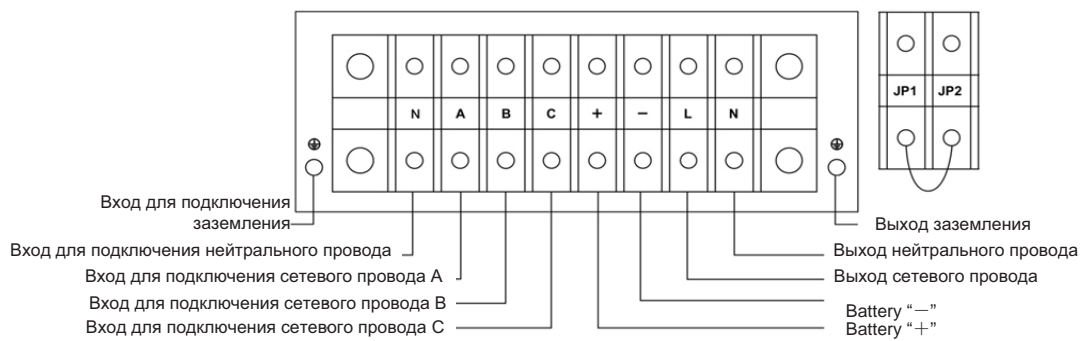 JP1 JP2
N A B C + − L N
Вход для подключения
заземления
Выход заземления
Вход для подключения нейтрального провода
Выход нейтрального провода
Вход для подключения сетевого провода A
Выход сетевого провода
Вход для подключения сетевого провода B
Battery “−”
Вход для подключения сетевого провода C
Battery “+”